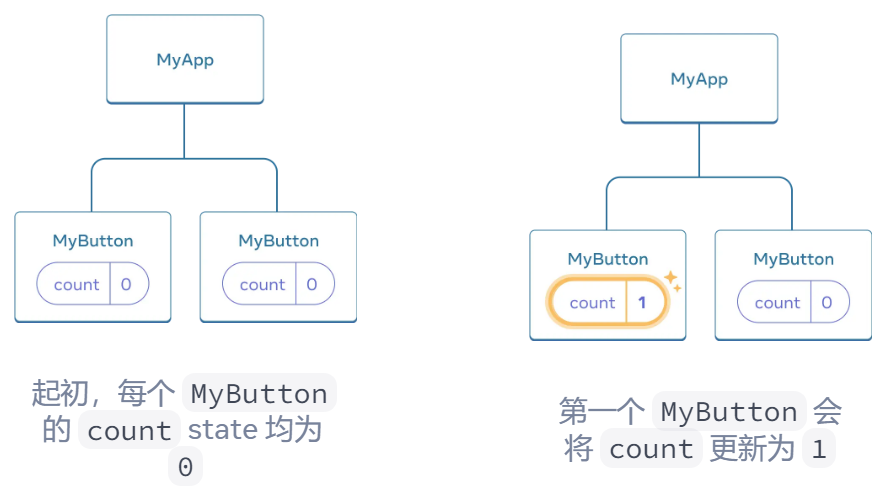 MyApp
MyButton
count 0
MyButton
count 0
起初，每个 MyButton
的 count state 均为
0
MyApp
MyButton
count 1
MyButton
count 0
第一个 MyButton 会
将 count 更新为 1